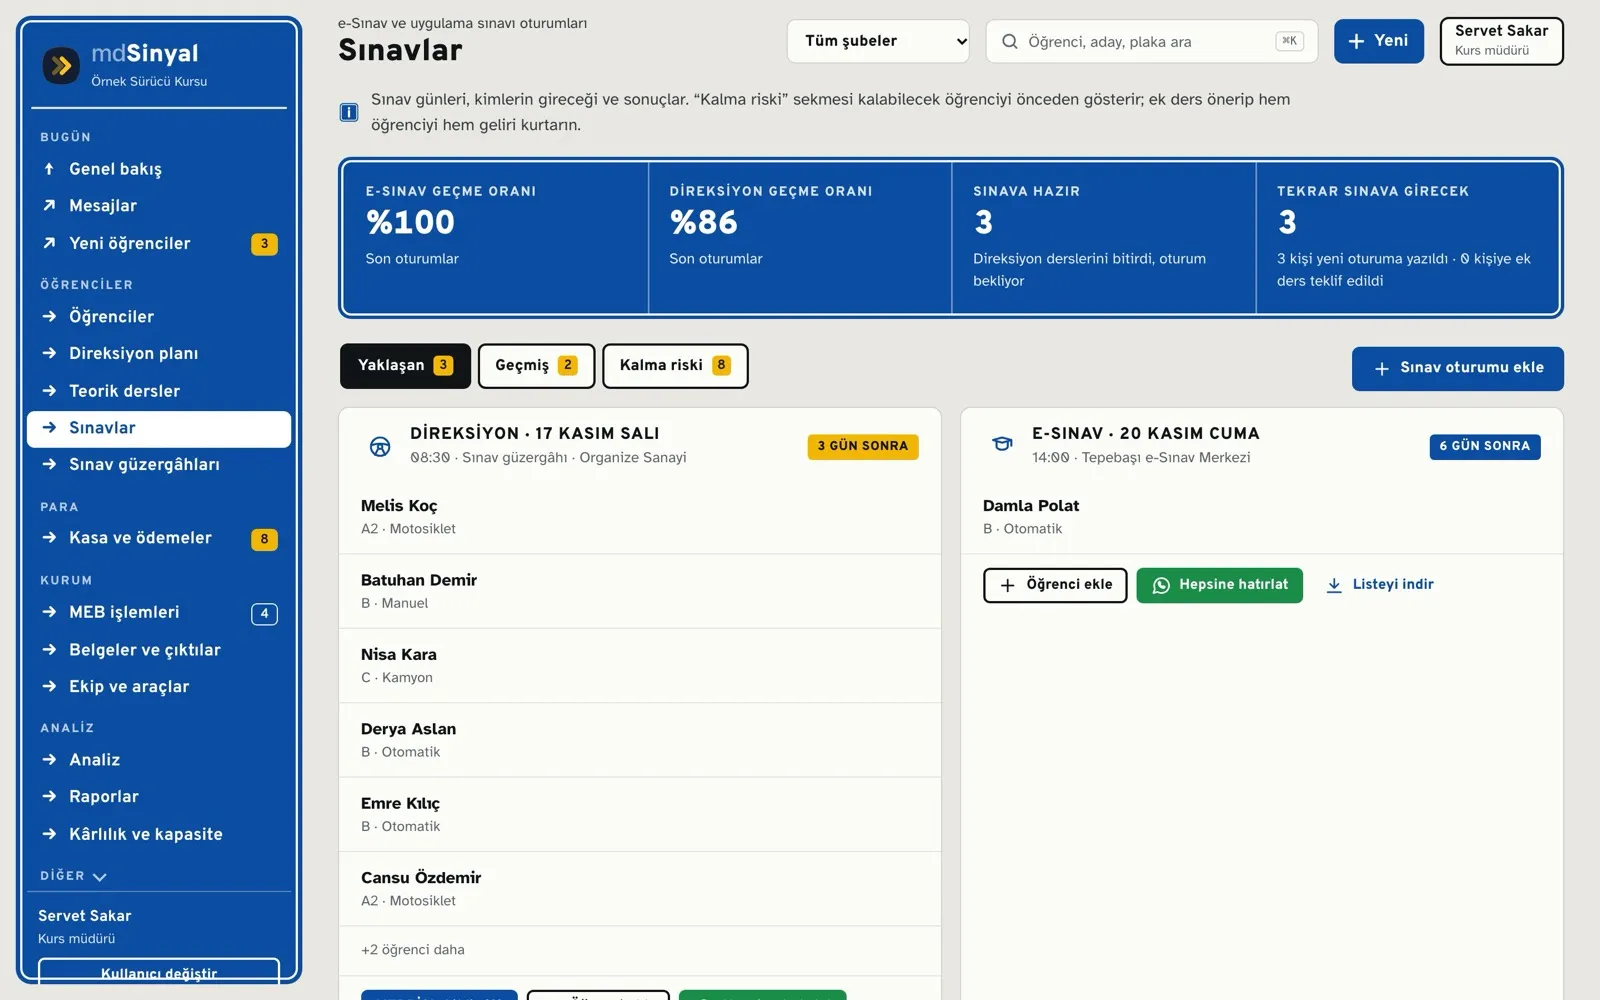 mdSinyal
Örnek Sürücü Kursu
BUGÜN
Genel bakış
Mesajlar
Yeni öğrenciler 3
ÖĞRENCİLER
Öğrenciler
Direksiyon planı
Teorik dersler
Sınavlar
Sınav güzergâhları
PARA
Kasa ve ödemeler 8
KURUM
MEB işlemleri 4
Belgeler ve çıktılar
Ekip ve araçlar
ANALİZ
Analiz
Raporlar
Kârlılık ve kapasite
DİĞER
Servet Sakar
Kurs müdürü
Kullanıcı değiştir
e-Sınav ve uygulama sınavı oturumları
Sınavlar
Tüm şubeler
Öğrenci, aday, plaka ara ⌘K
+ Yeni
Servet Sakar
Kurs müdürü
Sınav günleri, kimlerin gireceği ve sonuçlar. “Kalma riski” sekmesi kalabilecek öğrenciyi önceden gösterir; ek ders önerip hem
öğrenciyi hem geliri kurtarın.
E-SINAV GEÇME ORANI
%100
Son oturumlar
DİREKSİYON GEÇME ORANI
%86
Son oturumlar
SINAVA HAZIR
3
Direksiyon derslerini bitirdi, oturum
bekliyor
TEKRAR SINAVA GİRECEK
3
3 kişi yeni oturuma yazıldı · 0 kişiye ek
ders teklif edildi
Yaklaşan 3
Geçmiş 2
Kalma riski 8
+ Sınav oturumu ekle
DİREKSİYON · 17 KASIM SALI
08:30 · Sınav güzergâhı · Organize Sanayi
3 GÜN SONRA
Melis Koç
A2 · Motosiklet
Batuhan Demir
B · Manuel
Nisa Kara
C · Kamyon
Derya Aslan
B · Otomatik
Emre Kılıç
B · Otomatik
Cansu Özdemir
A2 · Motosiklet
+2 öğrenci daha
E-SINAV · 20 KASIM CUMA
14:00 · Tepebaşı e-Sınav Merkezi
6 GÜN SONRA
Damla Polat
B · Otomatik
+ Öğrenci ekle
Hepsine hatırlat
Listeyi indir